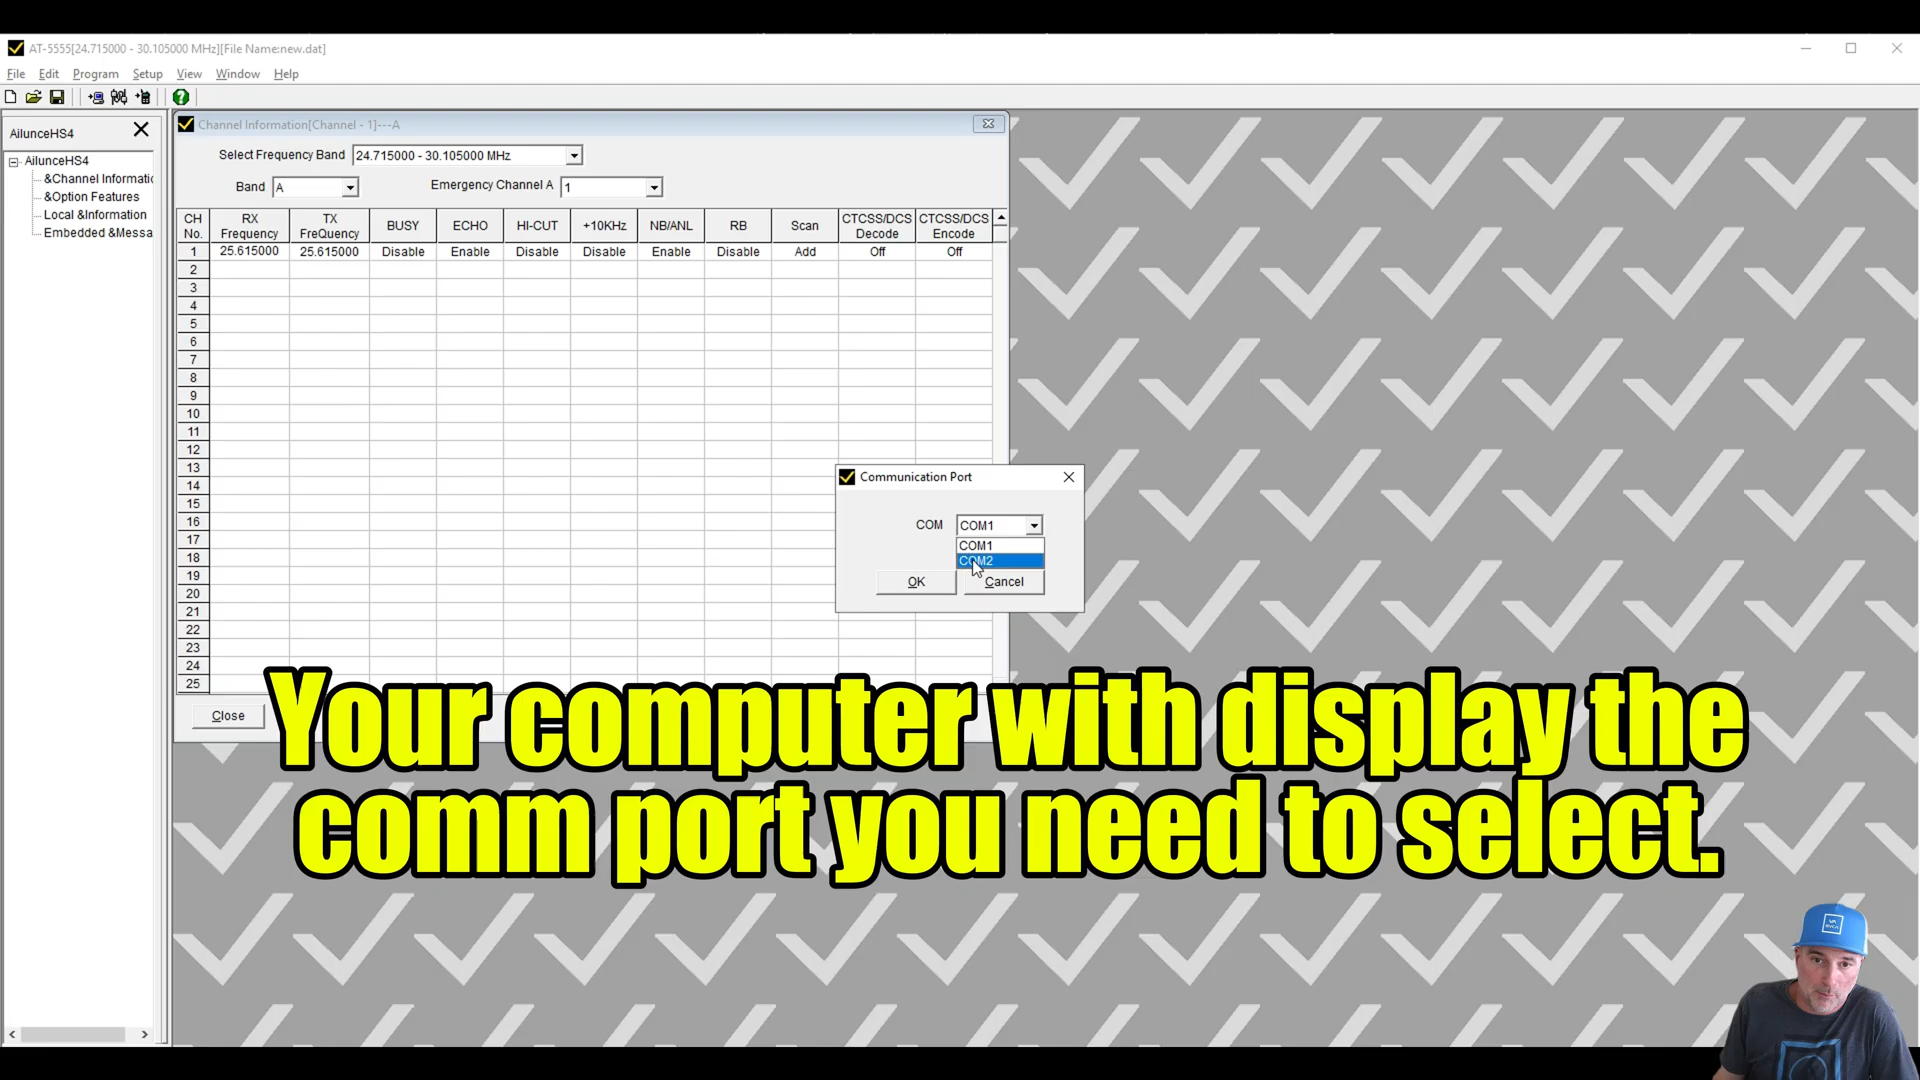 AT-5555[24.715000 - 30.105000 MHz][File Name:new.dat]
File Edit Program Setup View Window Help
AilunceHS4
AilunceHS4
&Channel Informatic
&Option Features
Local &Information
Embedded &Messa
Channel Information[Channel - 1]---A
Select Frequency Band 24.715000 - 30.105000 MHz
Band A Emergency Channel A 1
CH No. RX Frequency TX FreQuency BUSY ECHO HI-CUT +10KHz NB/ANL RB Scan CTCSS/DCS Decode CTCSS/DCS Encode
1 25.615000 25.615000 Disable Enable Disable Disable Enable Disable Add Off Off
2
3
4
5
6
7
8
9
10
11
12
13
14
15
16
17
18
19
20
21
22
23
24
25
Close
Communication Port
COM COM1
COM1
COM2
OK Cancel
Your computer with display the
comm port you need to select.